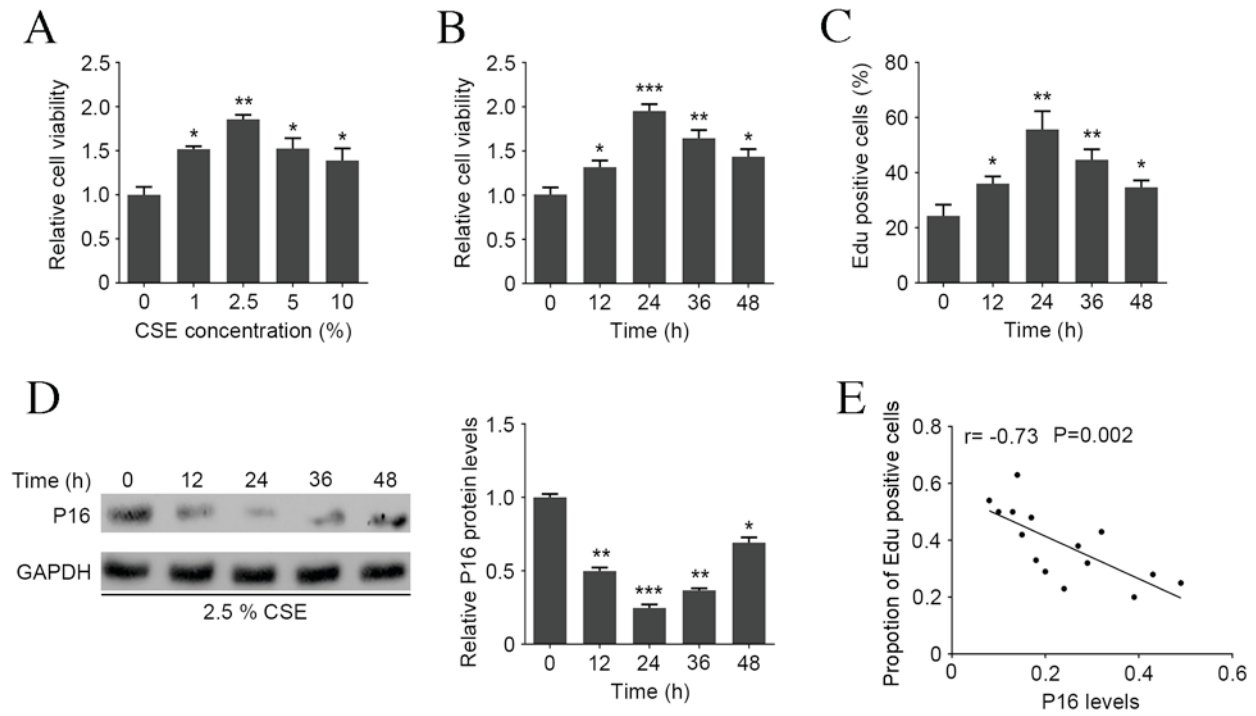 A
Relative cell viability
2.5
2.0
1.5
1.0
0.5
0
*
**
*
*
0 1 2.5 5 10
CSE concentration (%)
B
Relative cell viability
2.5
2.0
1.5
1.0
0.5
0
*
***
**
*
0 12 24 36 48
Time (h)
C
Edu positive cells (%)
80
60
40
20
0
*
**
**
*
0 12 24 36 48
Time (h)
D
Time (h) 0 12 24 36 48
P16
GAPDH
2.5 % CSE
Relative P16 protein levels
1.5
1.0
0.5
0
**
***
**
*
0 12 24 36 48
Time (h)
E
Propotion of Edu positive cells
0.8
0.6
0.4
0.2
0
r= -0.73 P=0.002
0 0.2 0.4 0.6
P16 levels